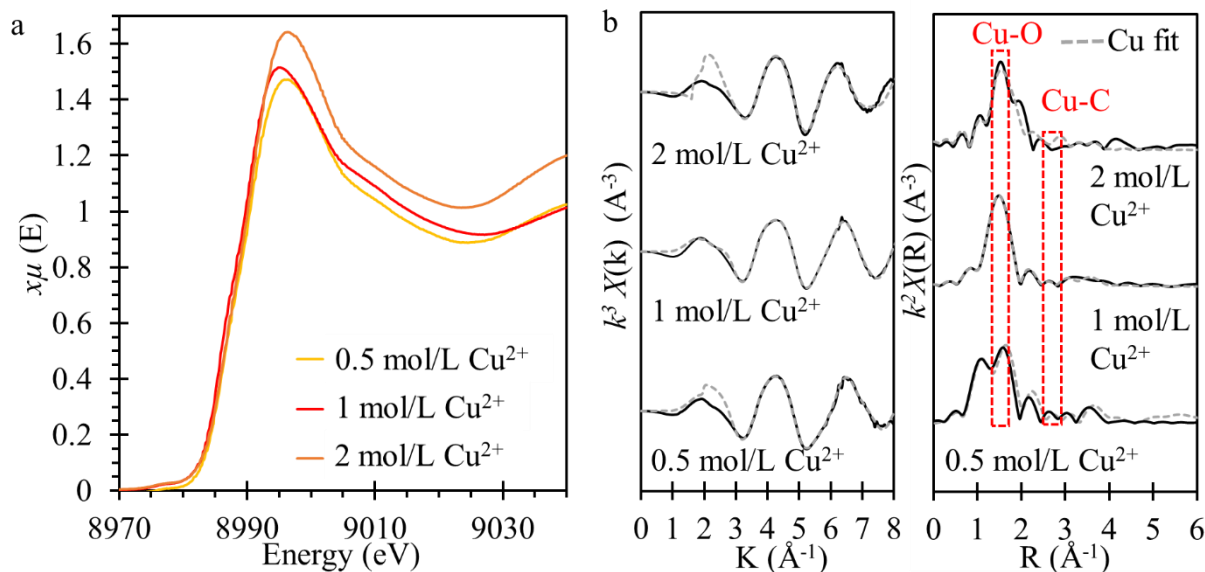 a
xμ (E)
1.6
1.4
1.2
1
0.8
0.6
0.4
0.2
0
8970
8990
9010
9030
Energy (eV)
0.5 mol/L Cu²⁺
1 mol/L Cu²⁺
2 mol/L Cu²⁺
b
k³ X(k) (A⁻³)
2 mol/L Cu²⁺
1 mol/L Cu²⁺
0.5 mol/L Cu²⁺
0 1 2 3 4 5 6 7 8
K (Å⁻¹)
k²X(R) (A⁻³)
Cu-O
Cu fit
Cu-C
2 mol/L
Cu²⁺
1 mol/L
Cu²⁺
0.5 mol/L Cu²⁺
0 1 2 3 4 5 6
R (Å⁻¹)